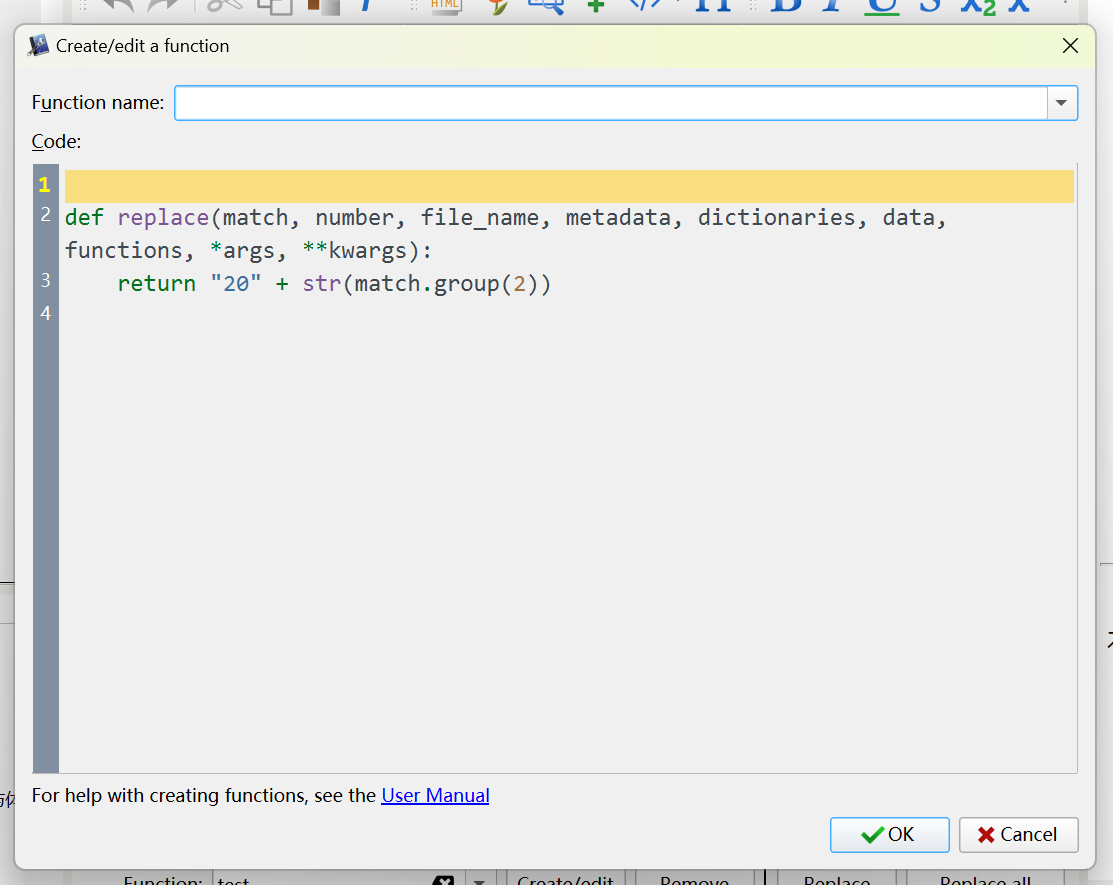 HTML
B I U S X2 X
Create/edit a function
Function name:
Code:
1
2 def replace(match, number, file_name, metadata, dictionaries, data,
functions, *args, **kwargs):
3 return "20" + str(match.group(2))
4
For help with creating functions, see the User Manual
OK Cancel
Function: test Create/edit Remove Replace Replace all